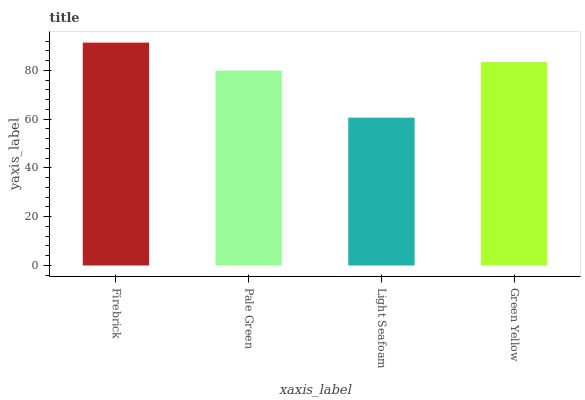 title
yaxis_label
80
60
40
20
0
Firebrick
Pale Green
Light Seafoam
Green Yellow
xaxis_label